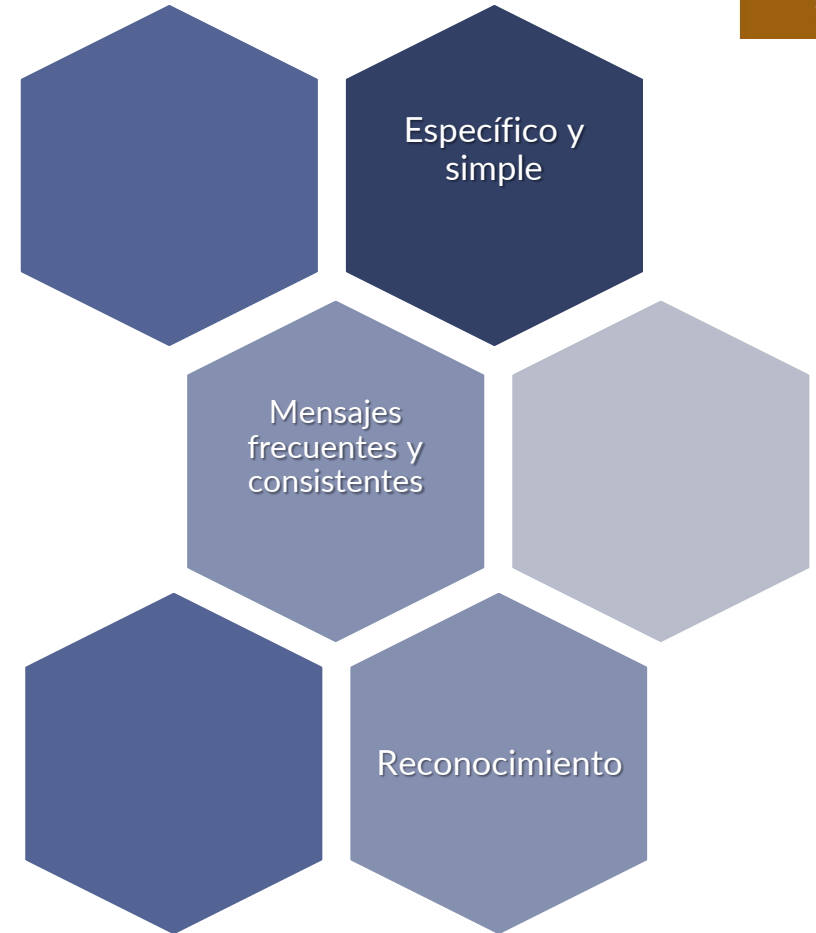 Específico y
simple
Mensajes
frecuentes y
consistentes
Reconocimiento